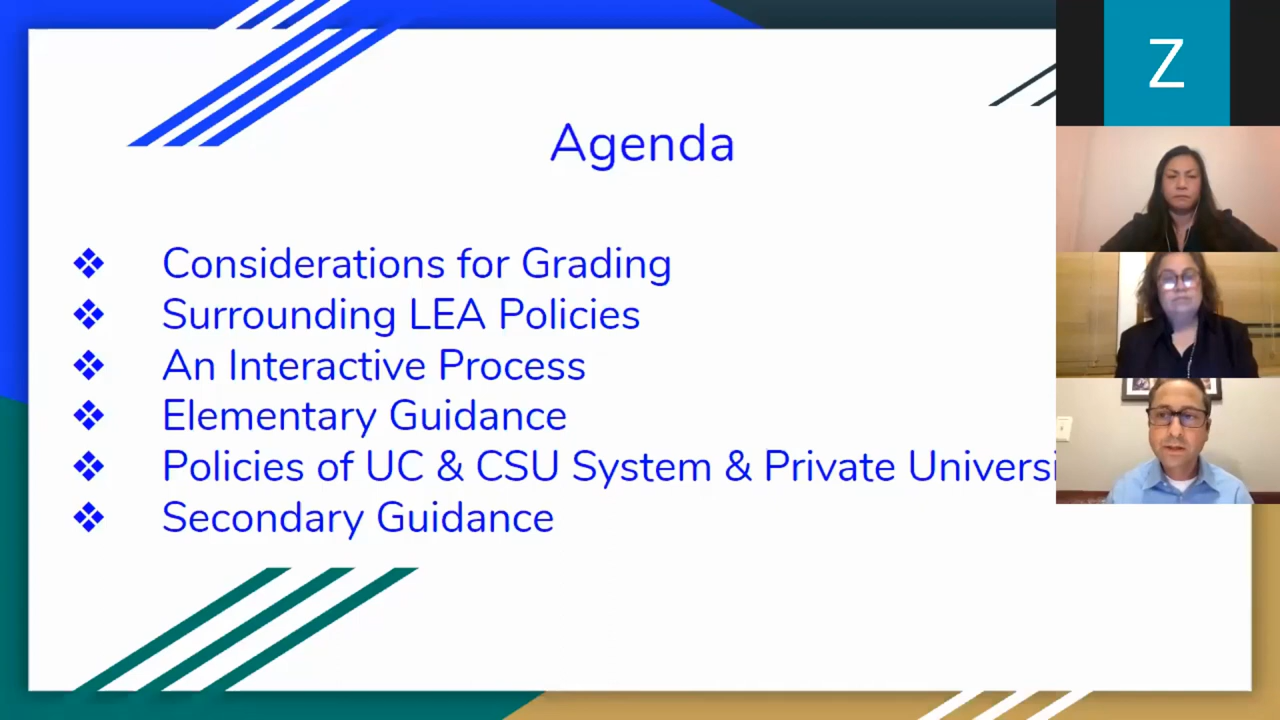 Agenda
Considerations for Grading
Surrounding LEA Policies
An Interactive Process
Elementary Guidance
Policies of UC & CSU System & Private Universi
Secondary Guidance
Z